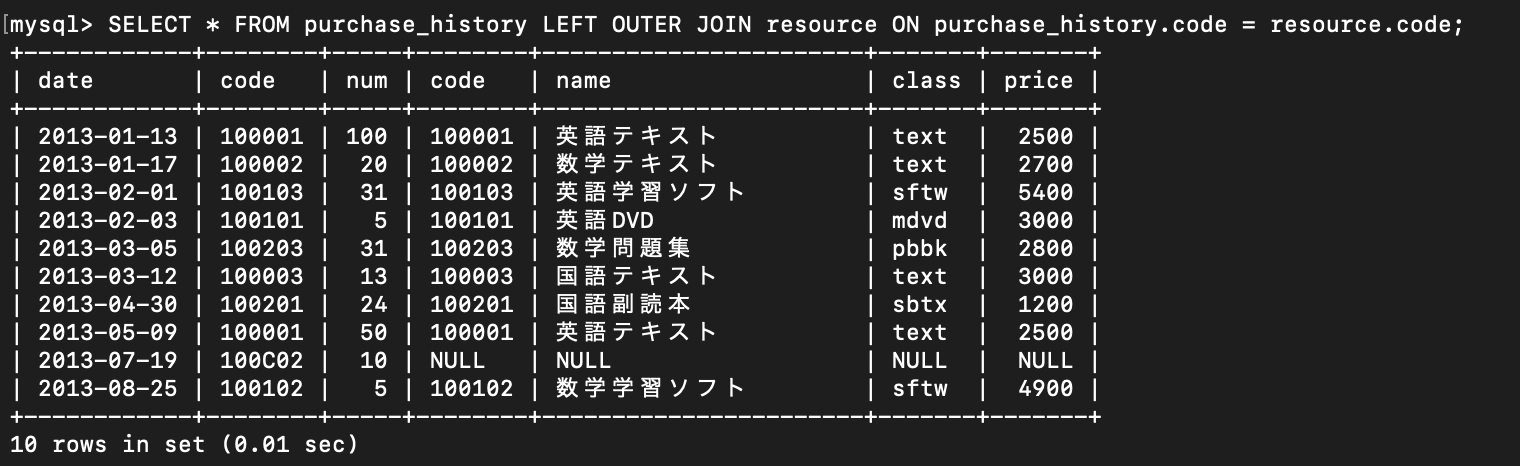 [mysql> SELECT * FROM purchase_history LEFT OUTER JOIN resource ON purchase_history.code = resource.code;
+------------+--------+-----+--------+----------------------+-------+-------+
| date       | code   | num | code   | name                 | class | price |
+------------+--------+-----+--------+----------------------+-------+-------+
| 2013-01-13 | 100001 | 100 | 100001 | 英語テキスト         | text  |  2500 |
| 2013-01-17 | 100002 |  20 | 100002 | 数学テキスト         | text  |  2700 |
| 2013-02-01 | 100103 |  31 | 100103 | 英語学習ソフト       | sftw  |  5400 |
| 2013-02-03 | 100101 |   5 | 100101 | 英語DVD              | mdvd  |  3000 |
| 2013-03-05 | 100203 |  31 | 100203 | 数学問題集           | pbbk  |  2800 |
| 2013-03-12 | 100003 |  13 | 100003 | 国語テキスト         | text  |  3000 |
| 2013-04-30 | 100201 |  24 | 100201 | 国語副読本           | sbtx  |  1200 |
| 2013-05-09 | 100001 |  50 | 100001 | 英語テキスト         | text  |  2500 |
| 2013-07-19 | 100C02 |  10 | NULL   | NULL                 | NULL  |  NULL |
| 2013-08-25 | 100102 |   5 | 100102 | 数学学習ソフト       | sftw  |  4900 |
+------------+--------+-----+--------+----------------------+-------+-------+
10 rows in set (0.01 sec)